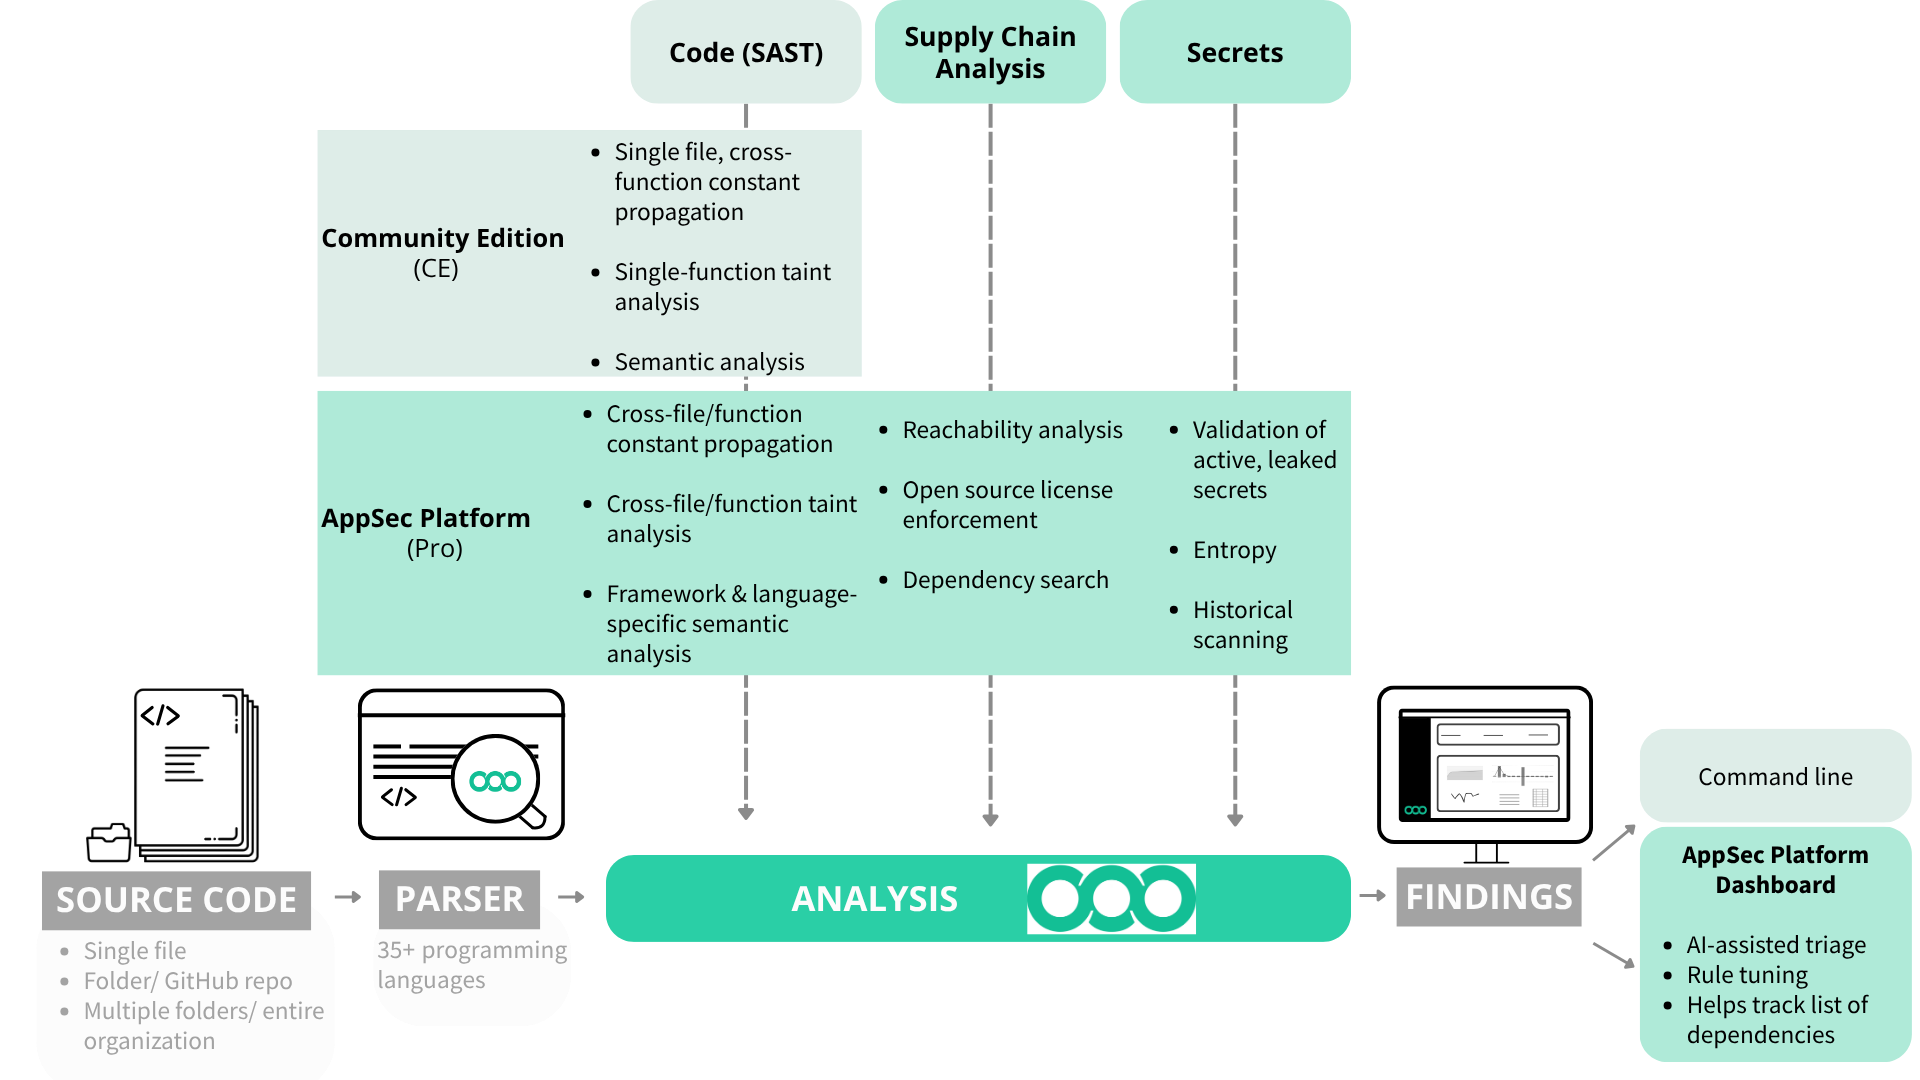 Code (SAST)
Supply Chain
Analysis
Secrets
Community Edition
(CE)
• Single file, cross-
function constant
propagation
• Single-function taint
analysis
• Semantic analysis
AppSec Platform
(Pro)
• Cross-file/function
constant propagation
• Cross-file/function taint
analysis
• Framework & language-
specific semantic
analysis
• Reachability analysis
• Open source license
enforcement
• Dependency search
• Validation of
active, leaked
secrets
• Entropy
• Historical
scanning
</>
</>
SOURCE CODE
• Single file
• Folder/ GitHub repo
• Multiple folders/ entire
organization
PARSER
35+ programming
languages
ANALYSIS
FINDINGS
Command line
AppSec Platform
Dashboard
• AI-assisted triage
• Rule tuning
• Helps track list of
dependencies